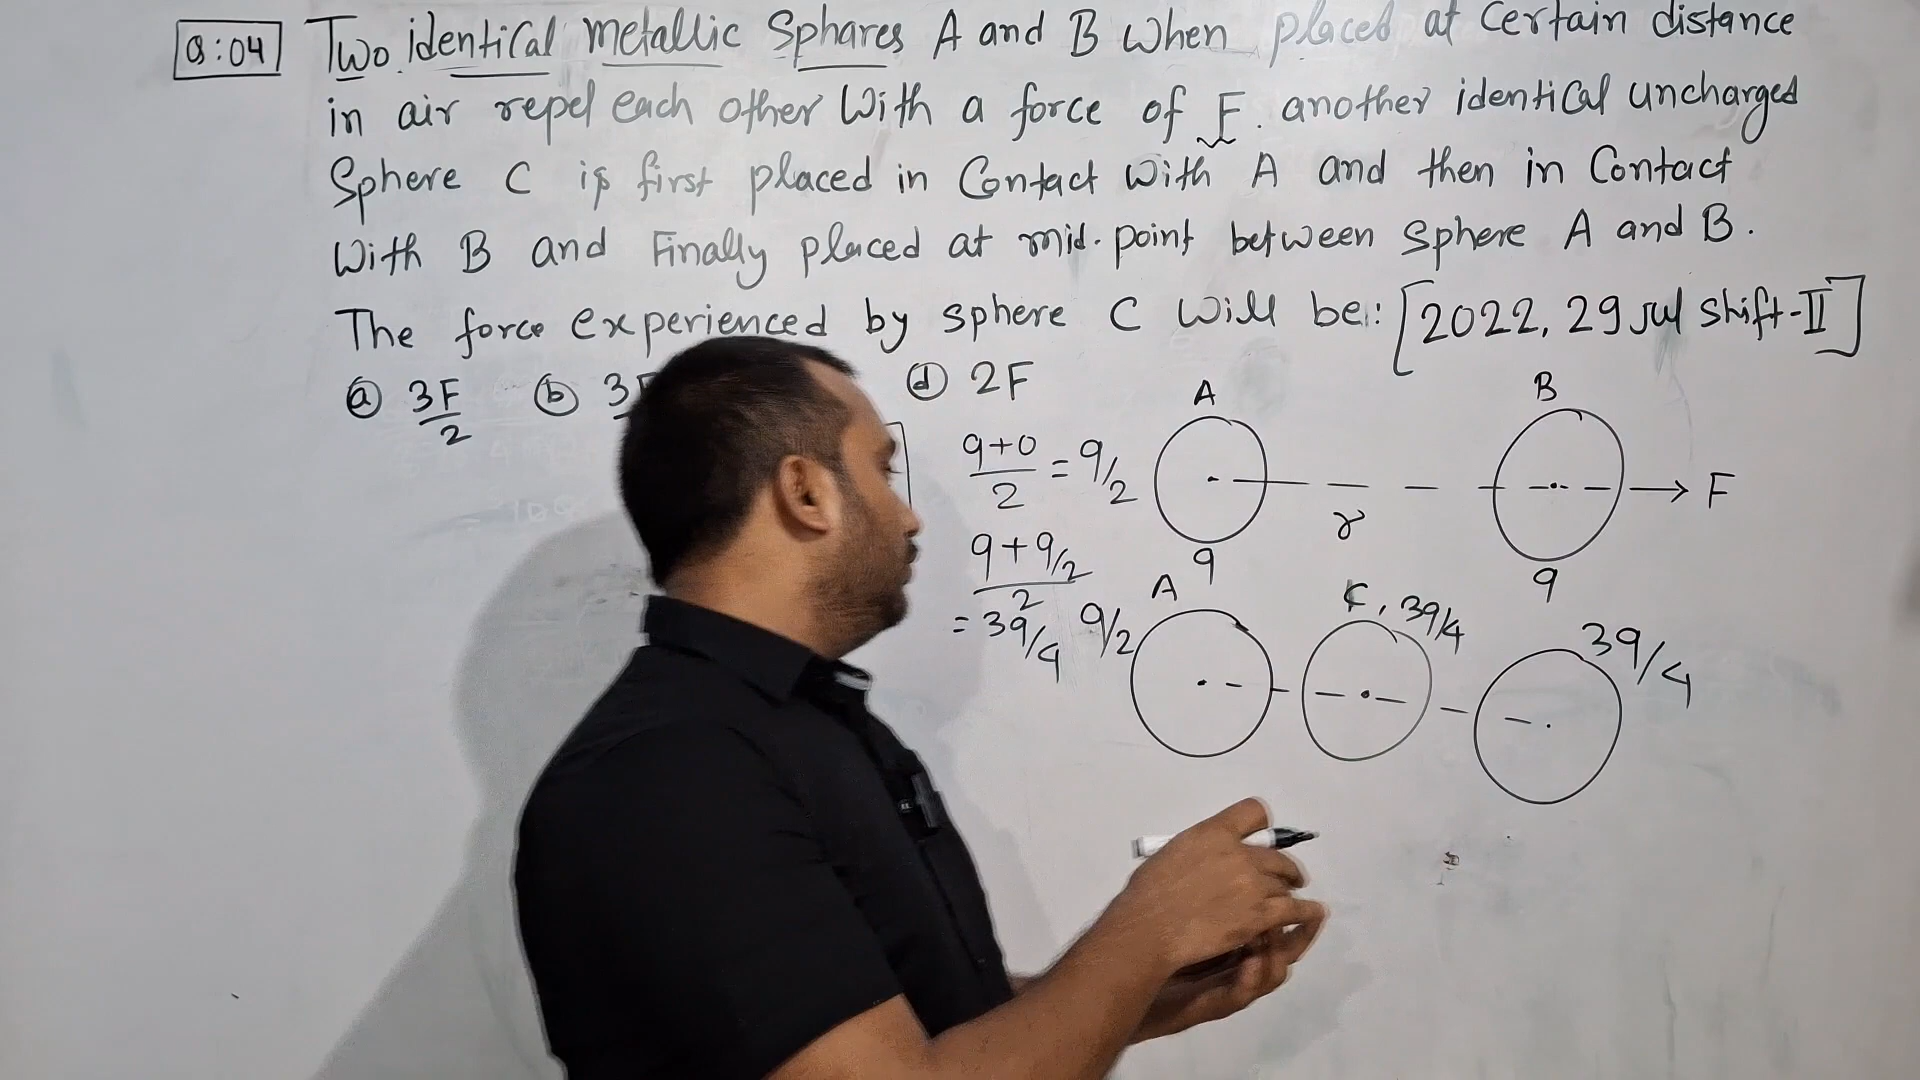 Q:04 Two identical metallic Sphares A and B When placed at Certain distance
in air repel each other With a force of F. another identical uncharged
Sphere C is first placed in Contact With A and then in Contact
With B and Finally placed at mid-point between sphere A and B.
The force experienced by sphere C will be: [2022, 29 Jul Shift-II]
(a) 3F/2 (b) 3 (d) 2F
A B
(q+0)/2 = q/2
r → F
q q
(q+q/2)/2
= 3q/4
A C, 3q/4
q/2 3q/4